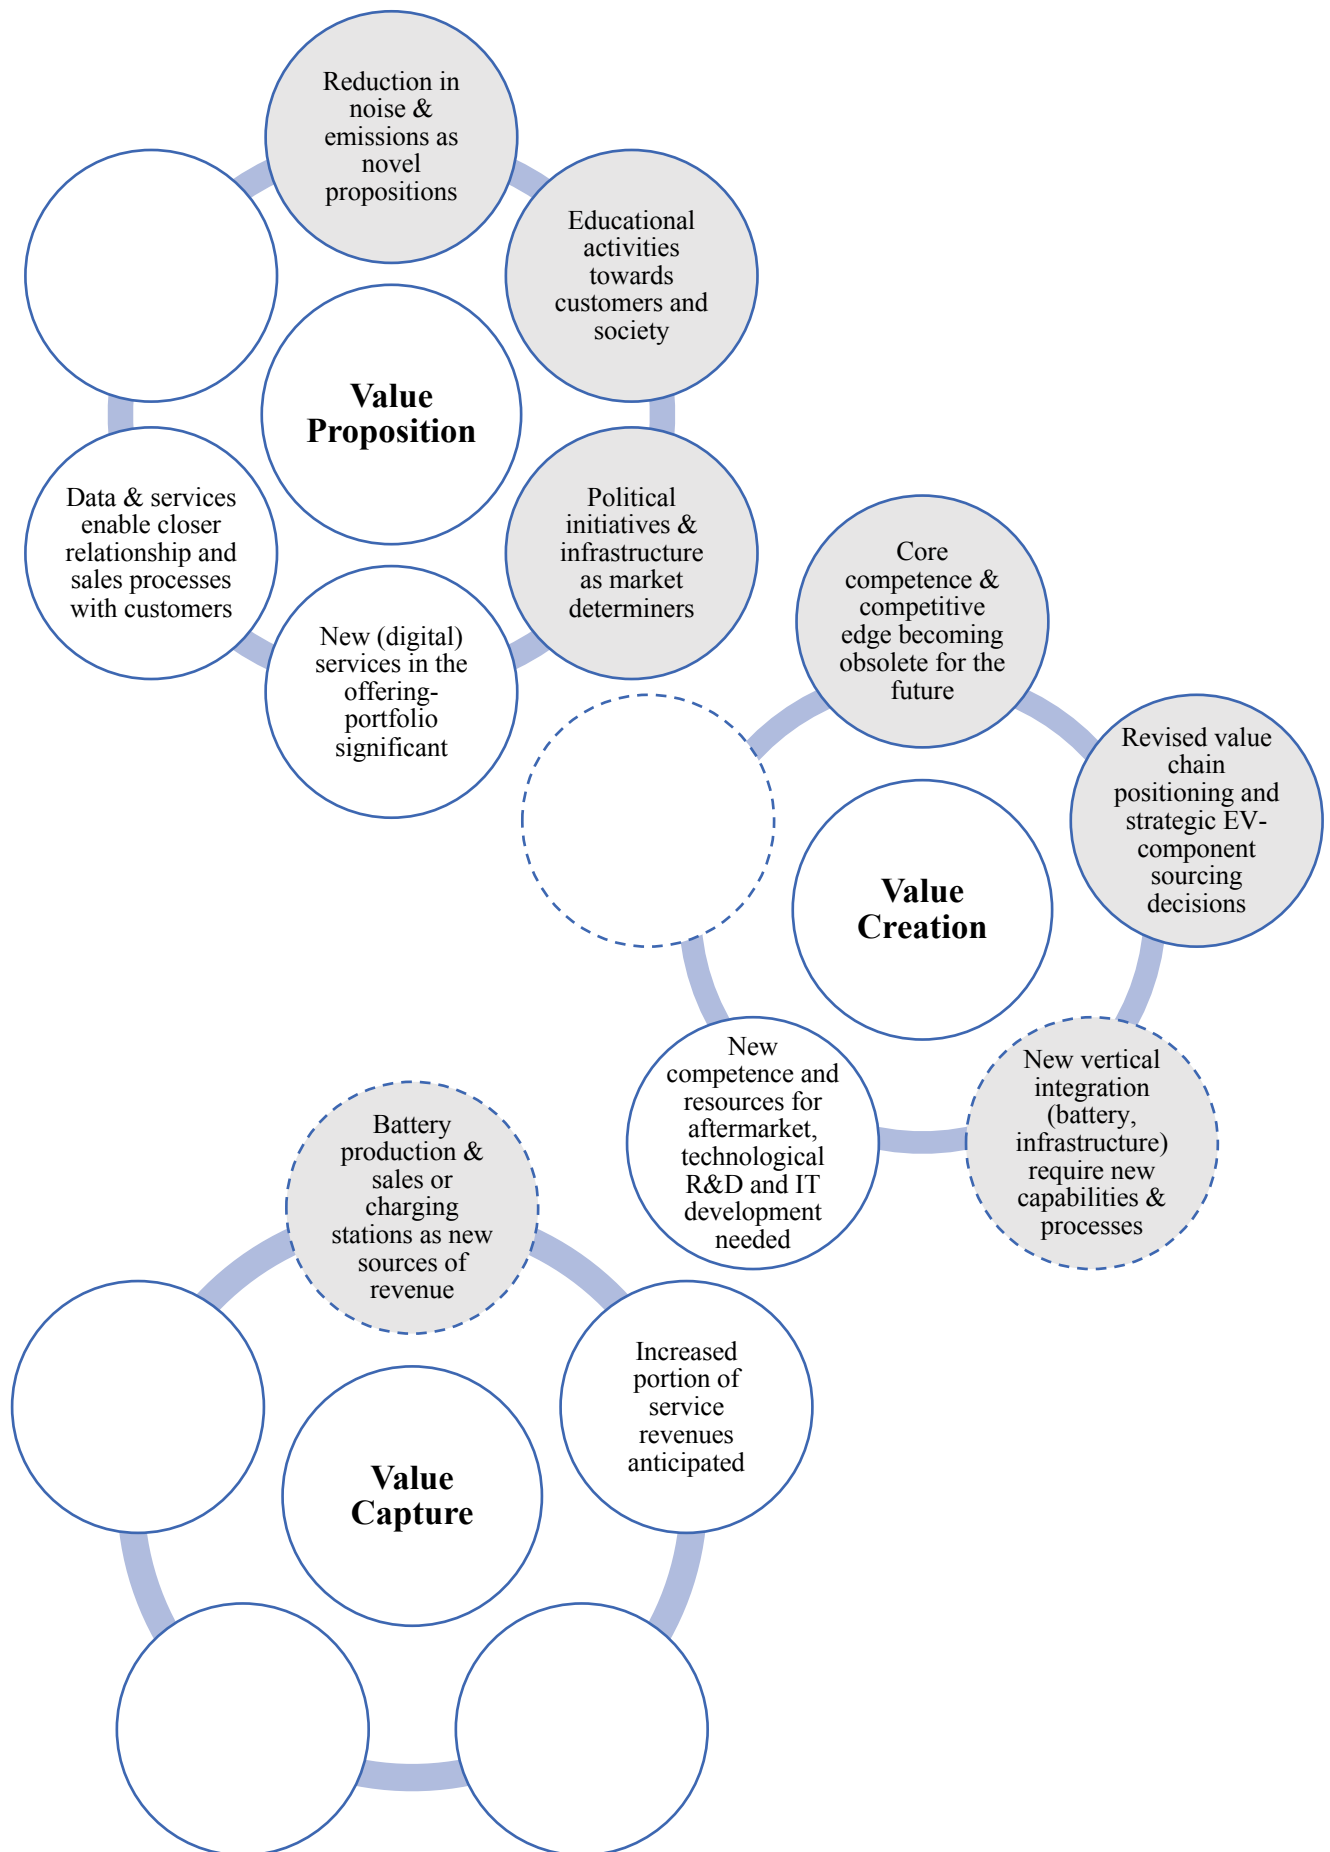 Reduction in
noise &
emissions as
novel
propositions
Educational
activities
towards
customers and
society
Value
Proposition
Data & services
enable closer
relationship and
sales processes
with customers
Political
initiatives &
infrastructure
as market
determiners
New (digital)
services in the
offering-
portfolio
significant
Core
competence &
competitive
edge becoming
obsolete for the
future
Revised value
chain
positioning and
strategic EV-
component
sourcing
decisions
Value
Creation
New
competence and
resources for
aftermarket,
technological
R&D and IT
development
needed
New vertical
integration
(battery,
infrastructure)
require new
capabilities &
processes
Battery
production &
sales or
charging
stations as new
sources of
revenue
Increased
portion of
service
revenues
anticipated
Value
Capture